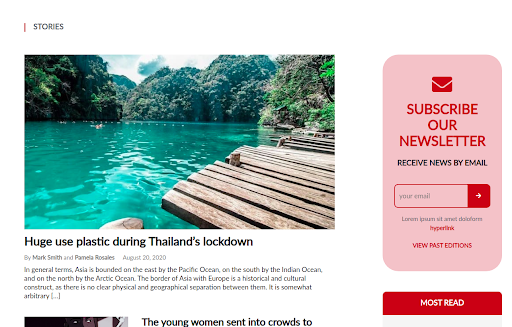 STORIES
Huge use plastic during Thailand's lockdown
By Mark Smith and Pamela Rosales August 20, 2020
In general terms, Asia is bounded on the east by the Pacific Ocean, on the south by the Indian Ocean,
and on the north by the Arctic Ocean. The border of Asia with Europe is a historical and cultural
construct, as there is no clear physical and geographical separation between them. It is somewhat
arbitrary [...]
The young women sent into crowds to
SUBSCRIBE
OUR
NEWSLETTER
RECEIVE NEWS BY EMAIL
your email
Lorem ipsum sit amet doloform
hyperlink
VIEW PAST EDITIONS
MOST READ